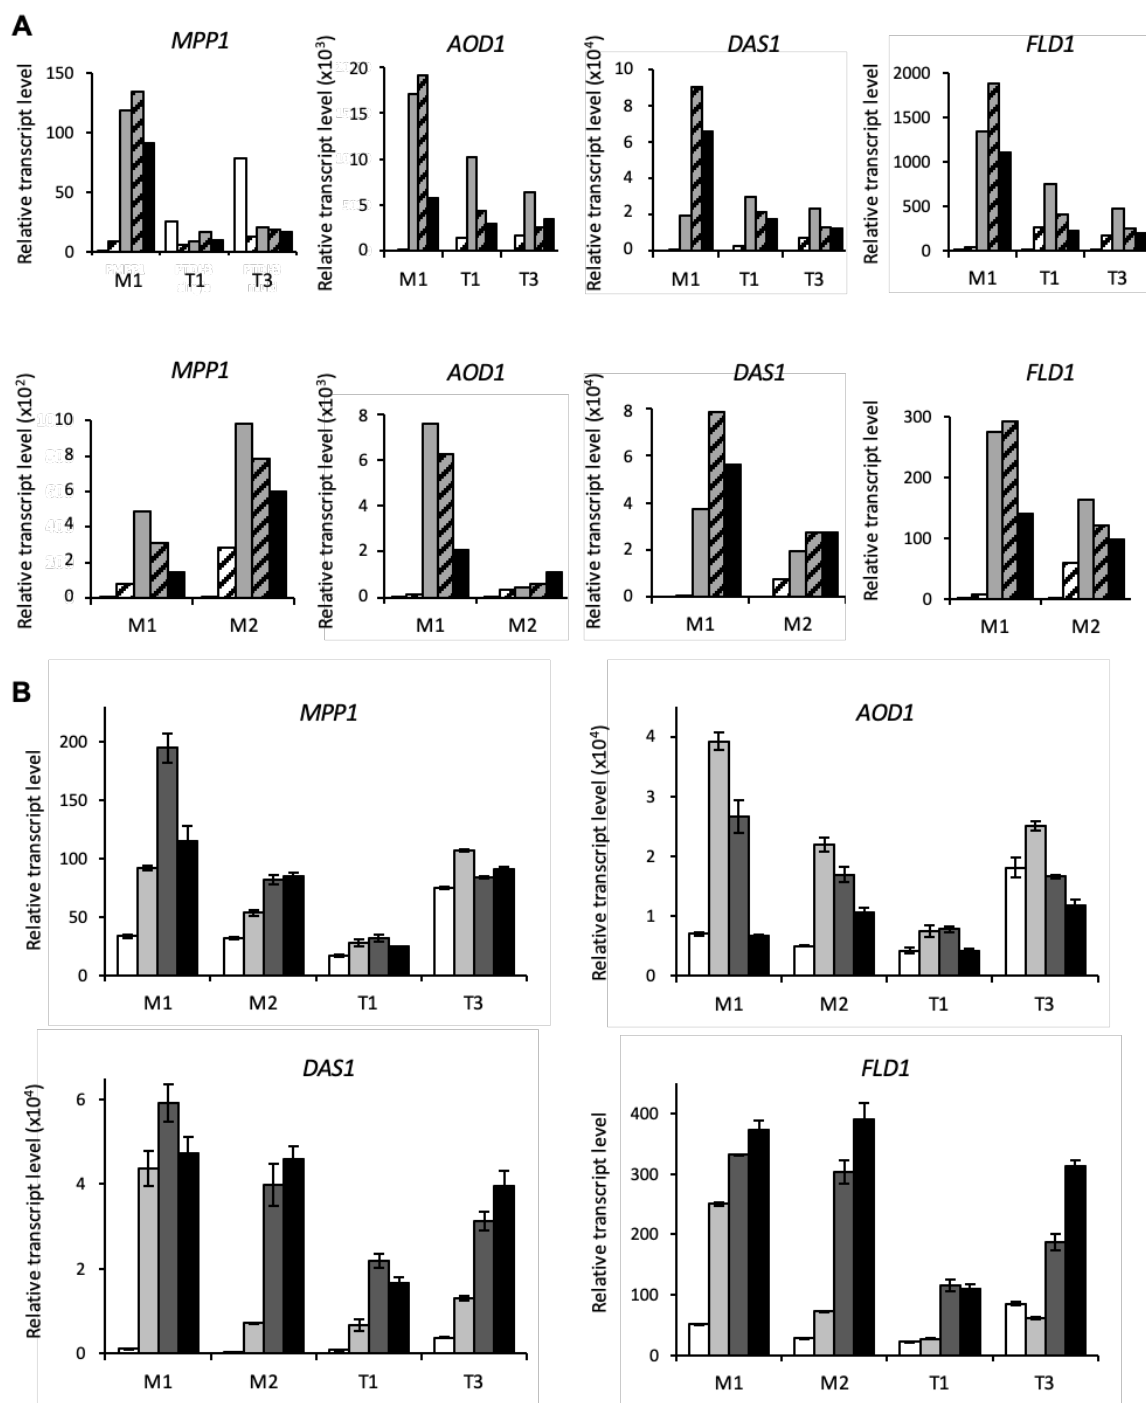 A
MPP1
AOD1
DAS1
FLD1
Relative transcript level
150
100
50
0
M1 T1 T3
Relative transcript level (x10³)
20
15
10
5
0
M1 T1 T3
Relative transcript level (x10⁴)
10
8
6
4
2
0
M1 T1 T3
Relative transcript level
2000
1500
1000
500
0
M1 T1 T3
MPP1
AOD1
DAS1
FLD1
Relative transcript level (x10²)
10
8
6
4
2
0
M1 M2
Relative transcript level (x10³)
8
6
4
2
0
M1 M2
Relative transcript level (x10⁴)
8
6
4
2
0
M1 M2
Relative transcript level
300
200
100
0
M1 M2
B
MPP1
Relative transcript level
200
150
100
50
0
M1 M2 T1 T3
AOD1
Relative transcript level (x10⁴)
4
3
2
1
0
M1 M2 T1 T3
DAS1
Relative transcript level (x10⁴)
6
4
2
0
M1 M2 T1 T3
FLD1
Relative transcript level
400
300
200
100
0
M1 M2 T1 T3